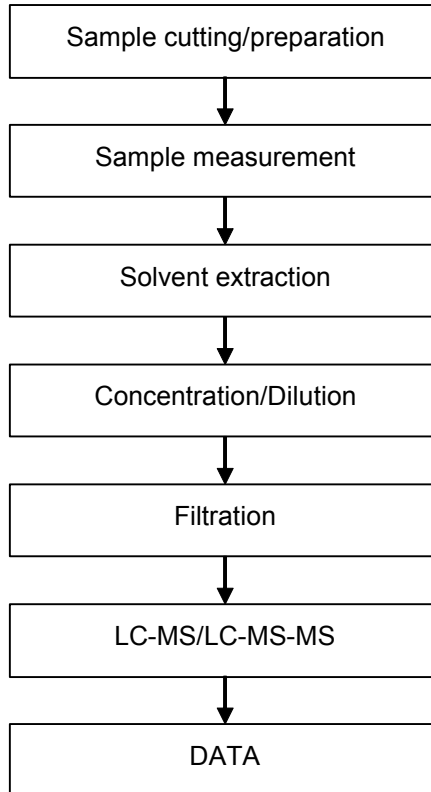 Sample cutting/preparation
Sample measurement
Solvent extraction
Concentration/Dilution
Filtration
LC-MS/LC-MS-MS
DATA